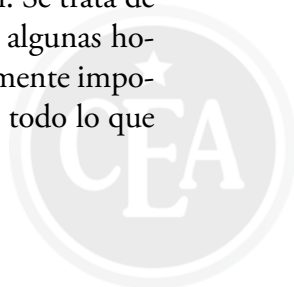 Se trata de
algunas ho-
mente impo-
todo lo que
CEA